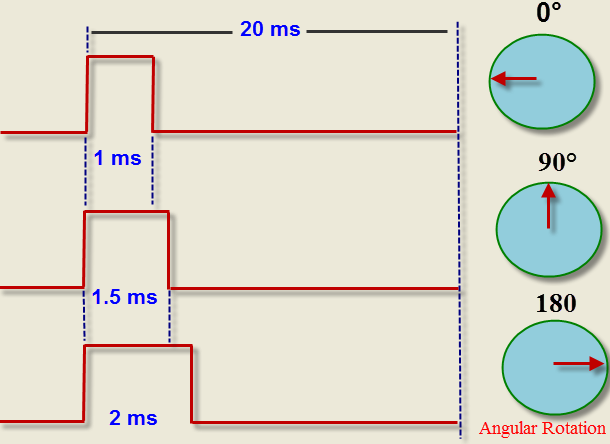 20 ms
0°
1 ms
90°
1.5 ms
180
2 ms
Angular Rotation